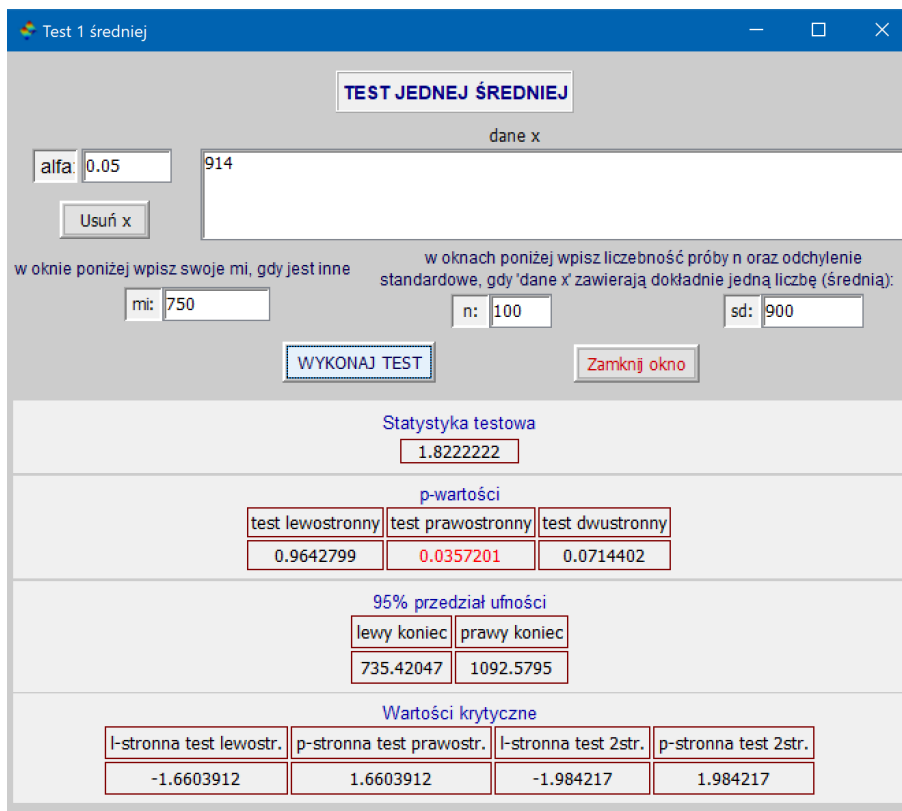 Test 1 średniej
TEST JEDNEJ ŚREDNIEJ
dane x
alfa: 0.05
914
Usuń x
w oknie poniżej wpisz swoje mi, gdy jest inne
mi: 750
w oknach poniżej wpisz liczebność próby n oraz odchylenie
standardowe, gdy 'dane x' zawierają dokładnie jedną liczbę (średnią):
n: 100 sd: 900
WYKONAJ TEST Zamknij okno
Statystyka testowa
1.8222222
p-wartości
test lewostronny test prawostronny test dwustronny
0.9642799 0.0357201 0.0714402
95% przedział ufności
lewy koniec prawy koniec
735.42047 1092.5795
Wartości krytyczne
l-stronna test lewostr. p-stronna test prawostr. l-stronna test 2str. p-stronna test 2str.
-1.6603912 1.6603912 -1.984217 1.984217